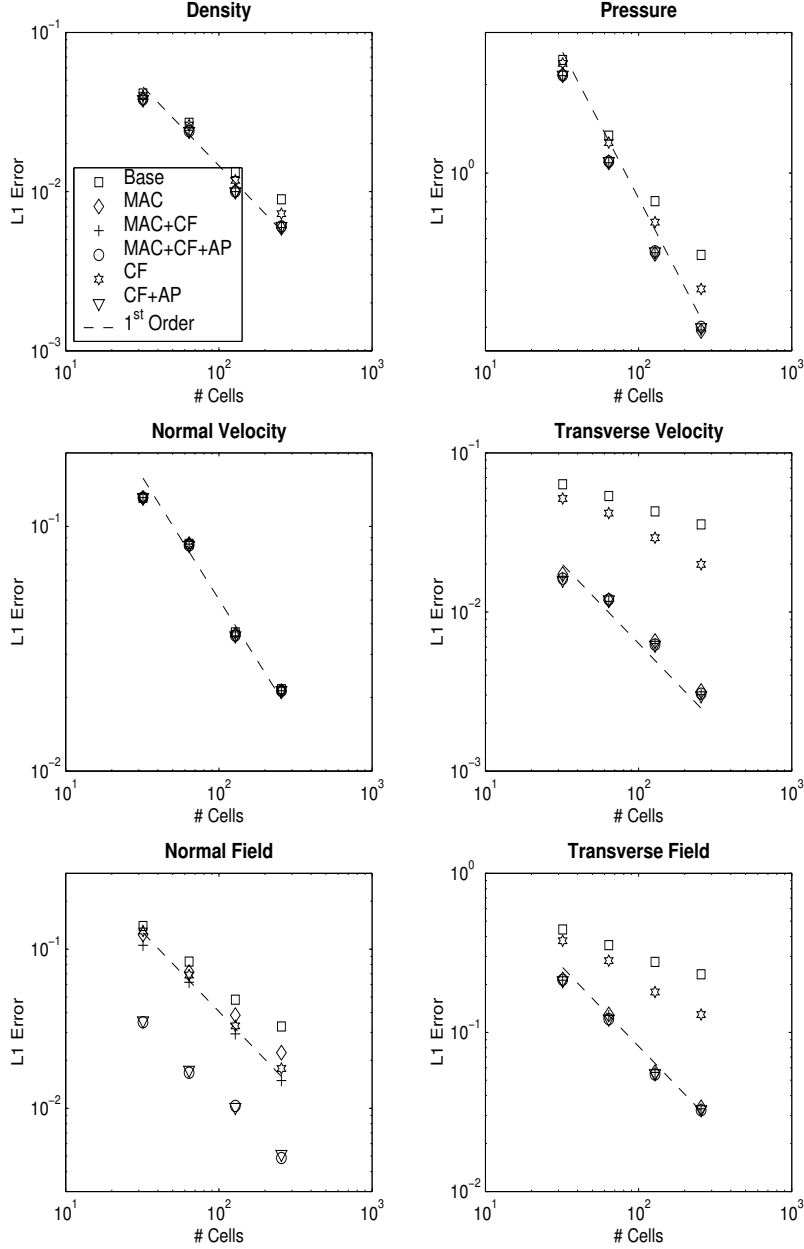 Density
10^-1
10^-2
10^-3
L1 Error
Base
MAC
MAC+CF
MAC+CF+AP
CF
CF+AP
1^st Order
10^1
10^2
10^3
# Cells
Pressure
10^0
L1 Error
10^1
10^2
10^3
# Cells
Normal Velocity
10^-1
10^-2
L1 Error
10^1
10^2
10^3
# Cells
Transverse Velocity
10^-1
10^-2
10^-3
L1 Error
10^1
10^2
10^3
# Cells
Normal Field
10^-1
10^-2
L1 Error
10^1
10^2
10^3
# Cells
Transverse Field
10^0
10^-1
10^-2
L1 Error
10^1
10^2
10^3
# Cells